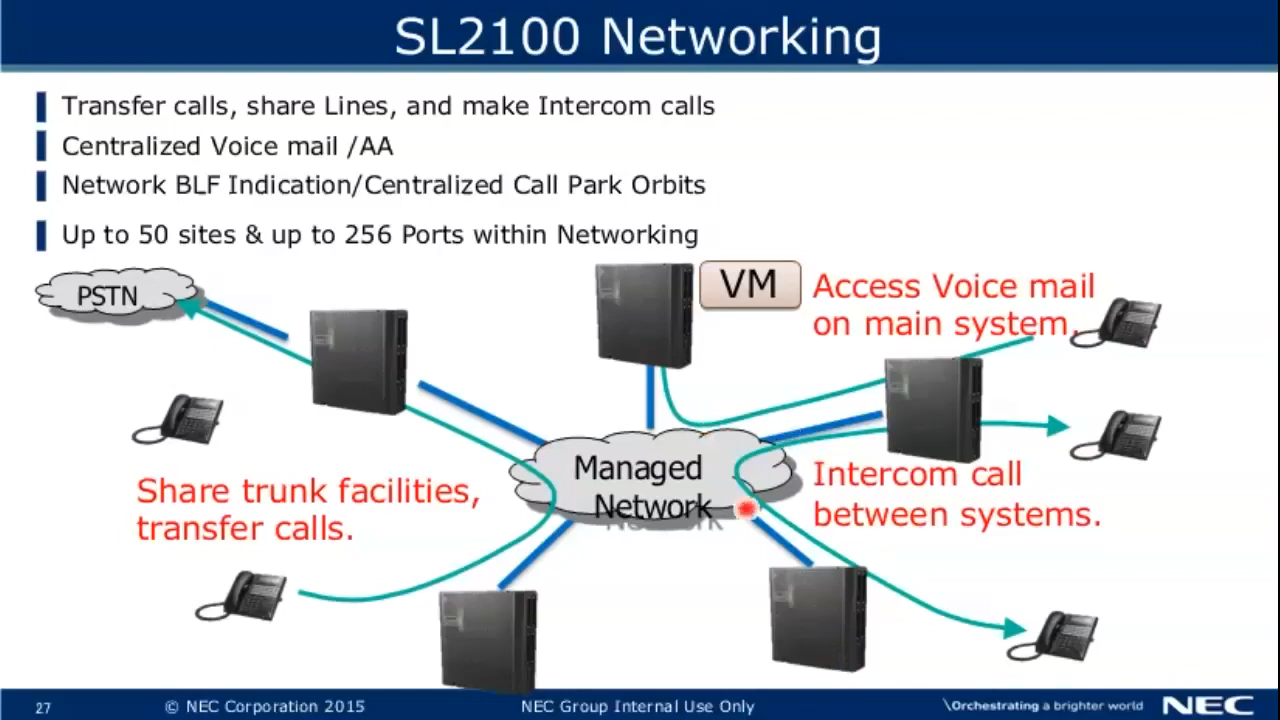 SL2100 Networking
Transfer calls, share Lines, and make Intercom calls
Centralized Voice mail /AA
Network BLF Indication/Centralized Call Park Orbits
Up to 50 sites & up to 256 Ports within Networking
PSTN
VM
Access Voice mail
on main system.
Managed
Network
Share trunk facilities,
transfer calls.
Intercom call
between systems.
27
© NEC Corporation 2015
NEC Group Internal Use Only
\Orchestrating a brighter world
NEC